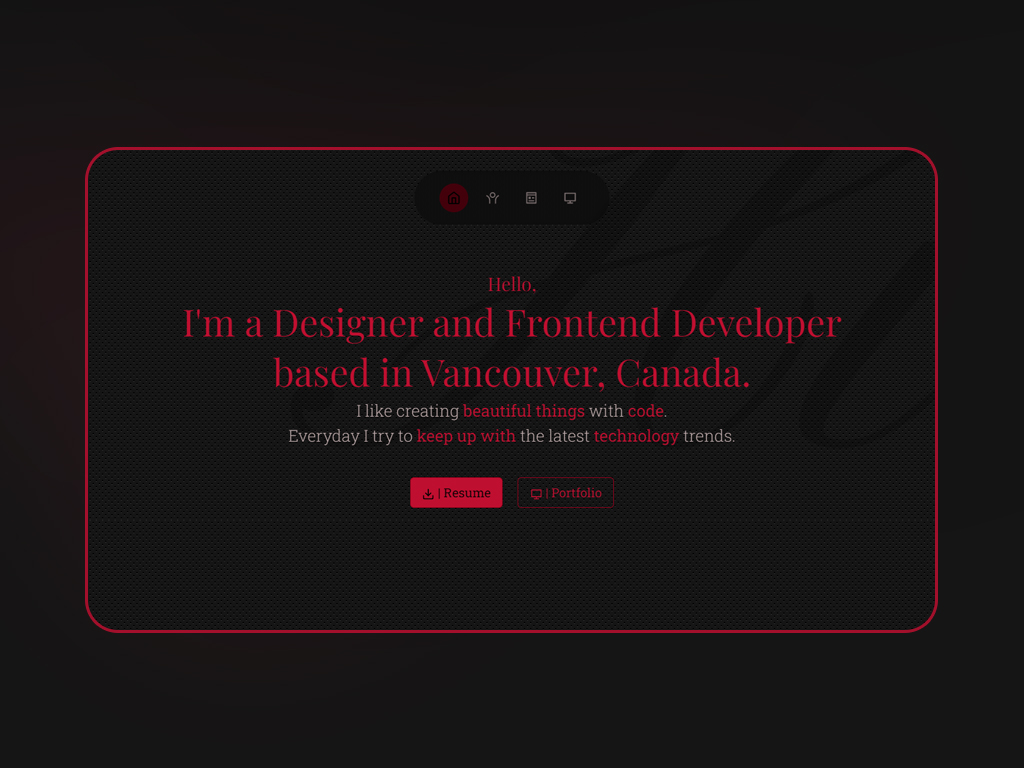 Hello,
I'm a Designer and Frontend Developer
based in Vancouver, Canada.
I like creating beautiful things with code.
Everyday I try to keep up with the latest technology trends.
| Resume
| Portfolio